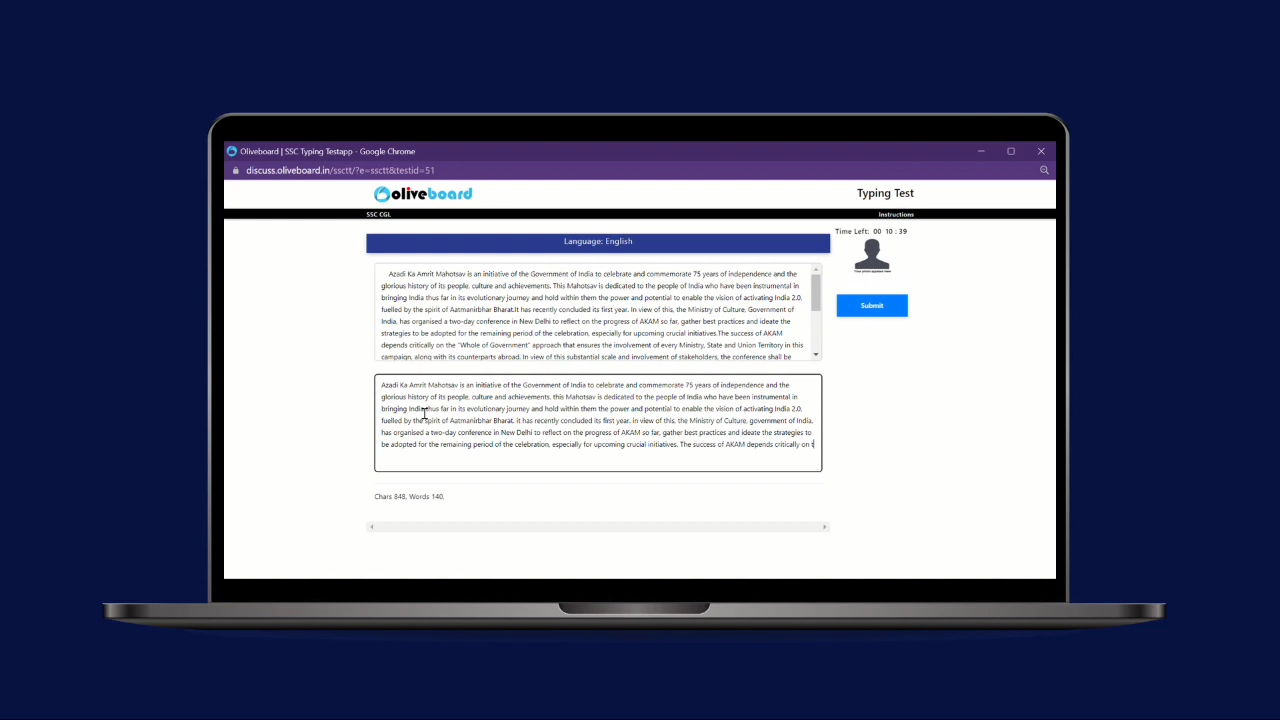 Oliveboard | SSC Typing Testapp - Google Chrome
discuss.oliveboard.in/ssctt/?e=ssctt&testid=51
oliveboard
Typing Test
SSC CGL
Instructions
Language: English
Time Left: 00 10 : 39
Azadi Ka Amrit Mahotsav is an initiative of the Government of India to celebrate and commemorate 75 years of independence and the
glorious history of its people, culture and achievements. This Mahotsav is dedicated to the people of India who have been instrumental in
bringing India thus far in its evolutionary journey and hold within them the power and potential to enable the vision of activating India 2.0,
fuelled by the spirit of Aatmanirbhar Bharat.It has recently concluded its first year. In view of this, the Ministry of Culture, Government of
India, has organised a two-day conference in New Delhi to reflect on the progress of AKAM so far, gather best practices and ideate the
strategies to be adopted for the remaining period of the celebration, especially for upcoming crucial initiatives.The success of AKAM
depends critically on the "Whole of Government" approach that ensures the involvement of every Ministry, State and Union Territory in this
campaign, along with its counterparts abroad. In view of this substantial scale and involvement of stakeholders, the conference shall be
Submit
Azadi Ka Amrit Mahotsav is an initiative of the Government of India to celebrate and commemorate 75 years of independence and the
glorious history of its people, culture and achievements. this Mahotsav is dedicated to the people of India who have been instrumental in
bringing India thus far in its evolutionary journey and hold within them the power and potential to enable the vision of activating India 2.0,
fuelled by the spirit of Aatmanirbhar Bharat. it has recently concluded its first year. in view of this, the Ministry of Culture, government of India,
has organised a two-day conference in New Delhi to reflect on the progress of AKAM so far, gather best practices and ideate the strategies to
be adopted for the remaining period of the celebration, especially for upcoming crucial initiatives. The success of AKAM depends critically on t
Chars 848, Words 140,